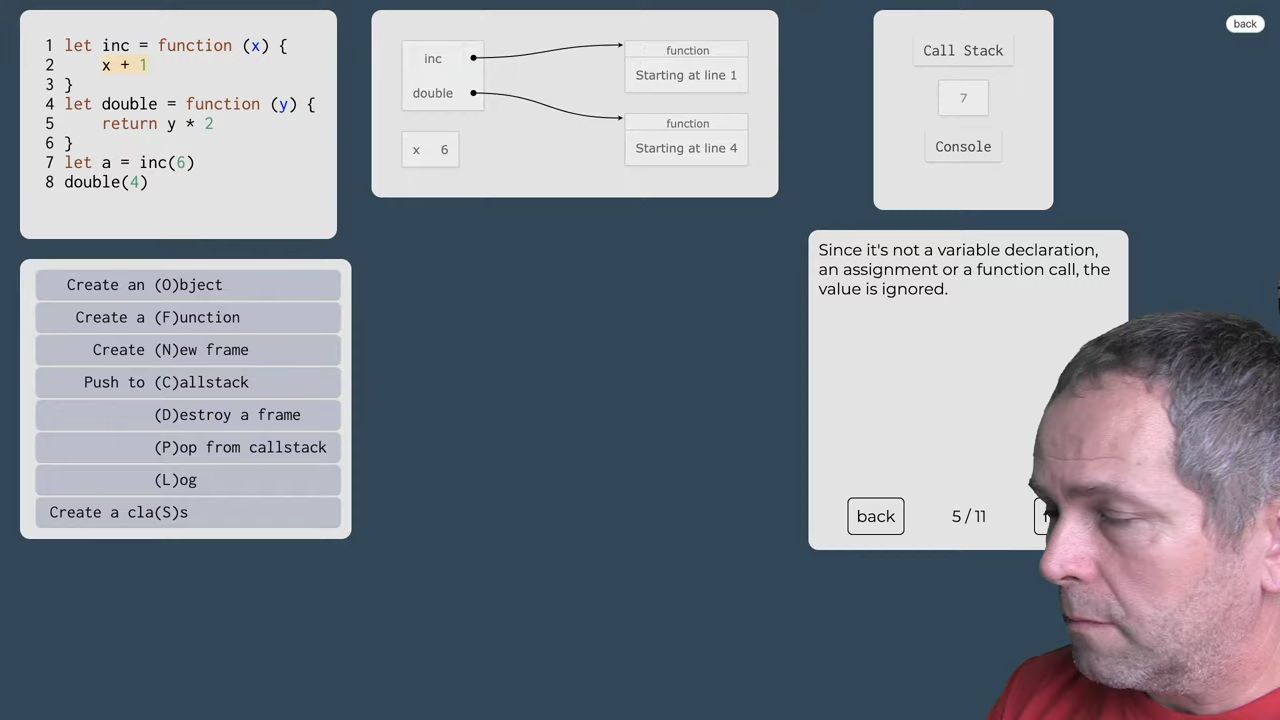 1 let inc = function (x) {
2 x + 1
3 }
4 let double = function (y) {
5 return y * 2
6 }
7 let a = inc(6)
8 double(4)
inc
double
x 6
function
Starting at line 1
function
Starting at line 4
Call Stack
7
Console
back
Create an (O)bject
Create a (F)unction
Create (N)ew frame
Push to (C)allstack
(D)estroy a frame
(P)op from callstack
(L)og
Create a cla(S)s
Since it's not a variable declaration,
an assignment or a function call, the
value is ignored.
back 5 / 11